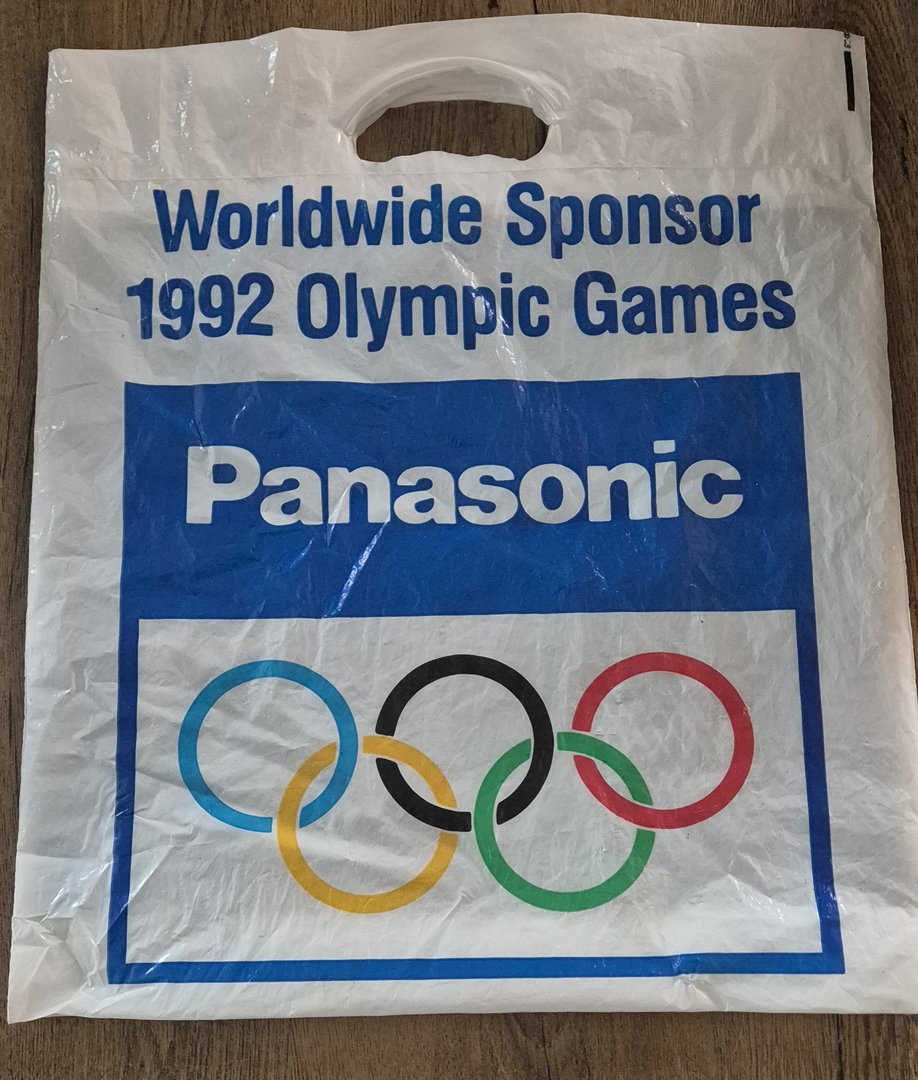 Worldwide Sponsor
1992 Olympic Games
Panasonic